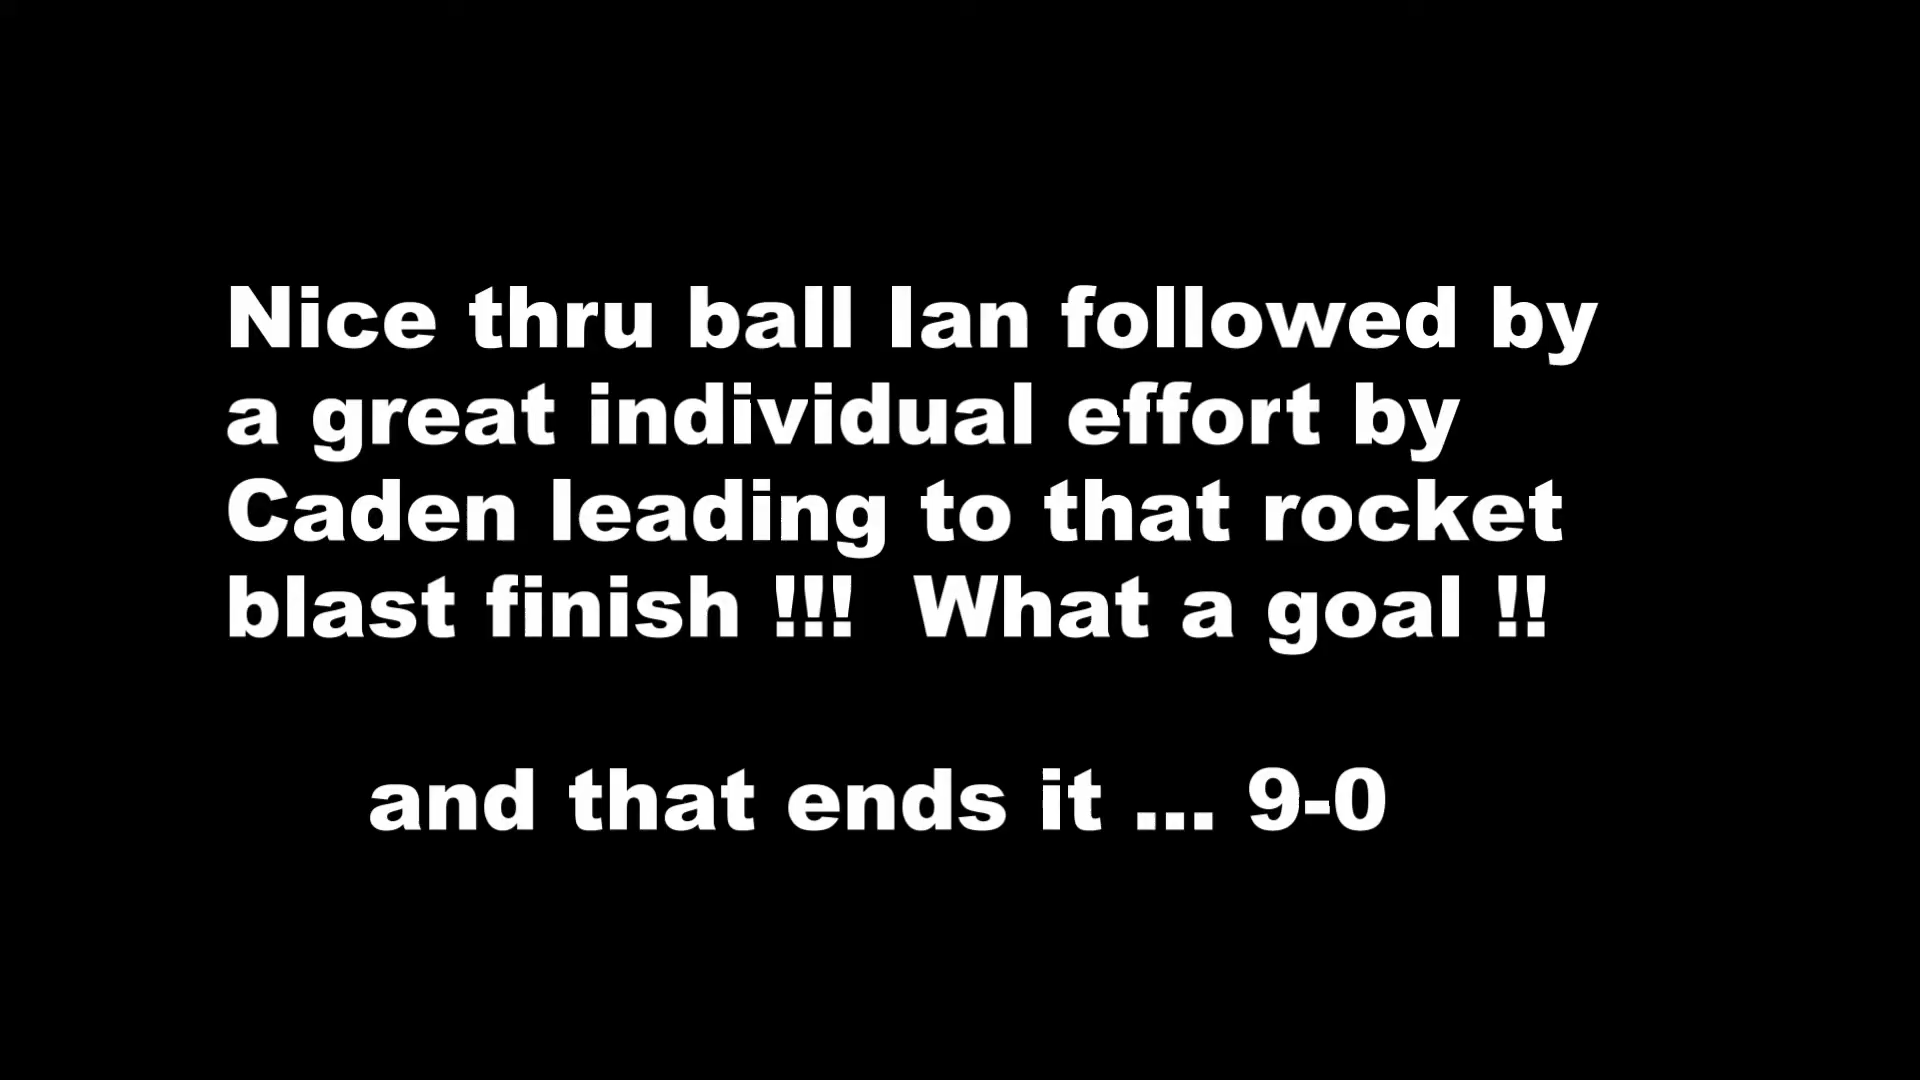 Nice thru ball Ian followed by
a great individual effort by
Caden leading to that rocket
blast finish !!!  What a goal !!
and that ends it ... 9-0